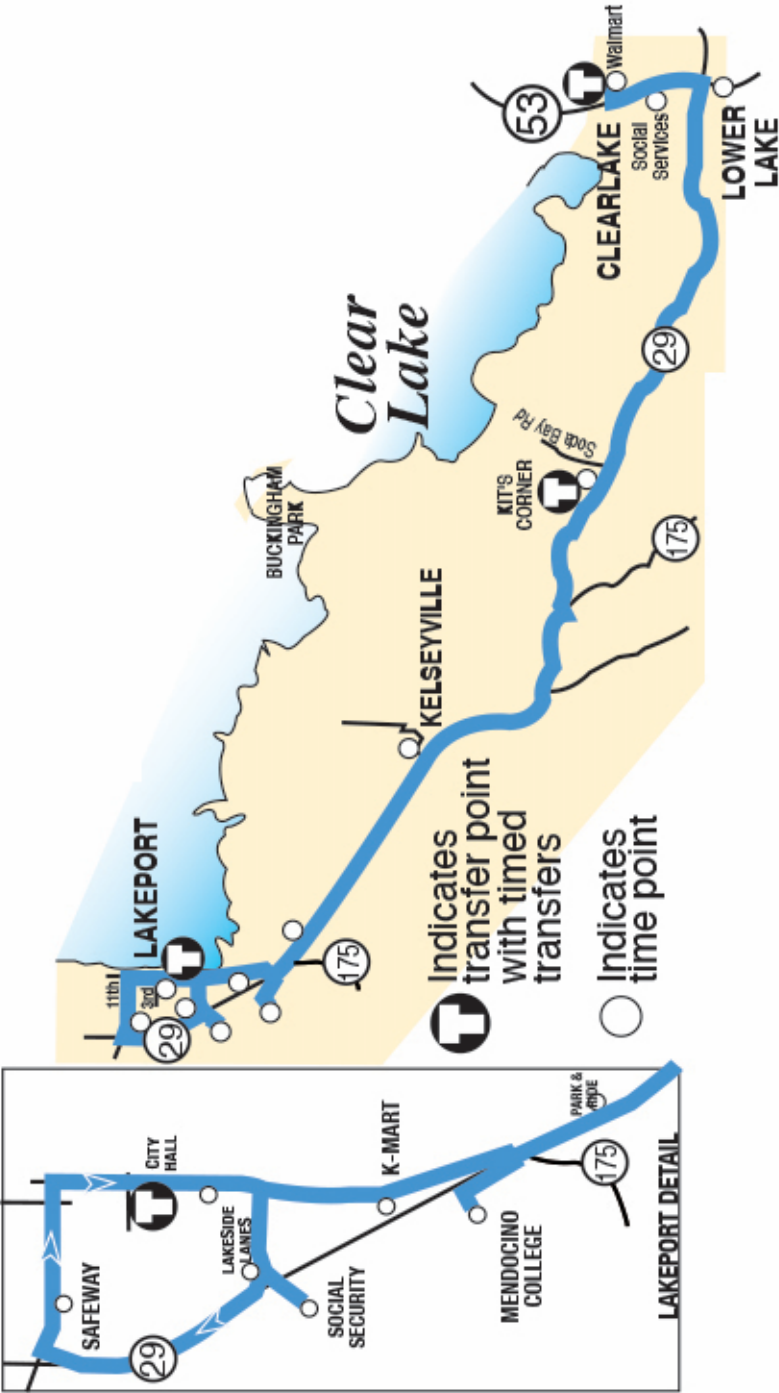 SAFEWAY
CITY
HALL
29
LAKESIDE
LANES
SOCIAL
SECURITY
K-MART
MENDOCINO
COLLEGE
PARK &
RIDE
175
LAKEPORT DETAIL
11th
3rd
29
LAKEPORT
175
KELSEYVILLE
BUCKINGHAM
PARK
Clear
Lake
KIT'S
CORNER
Soda Bay Rd
175
29
53
Walmart
CLEARLAKE
Social
Services
LOWER
LAKE
Indicates
transfer point
with timed
transfers
Indicates
time point